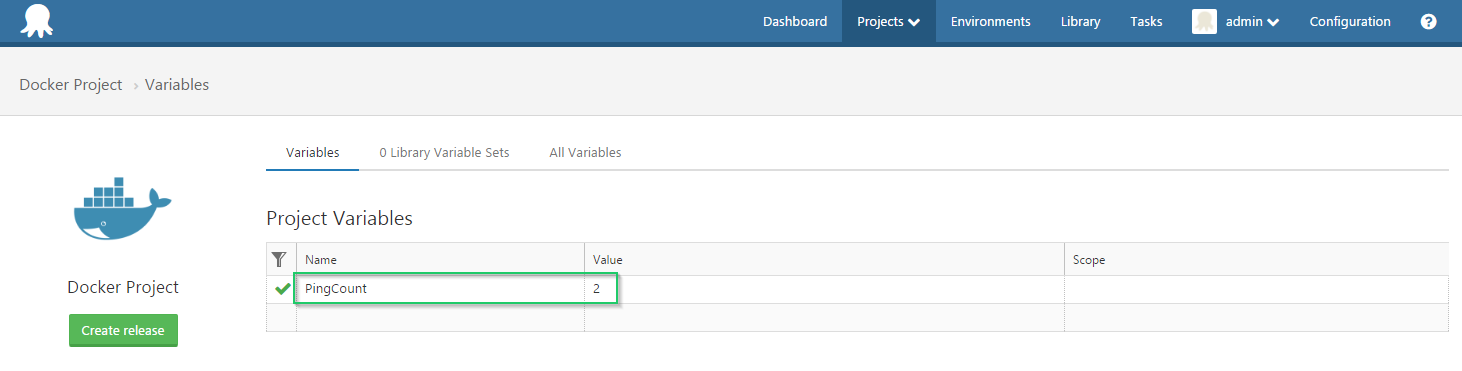 Dashboard Projects Environments Library Tasks admin Configuration ?
Docker Project › Variables
Variables 0 Library Variable Sets All Variables
Project Variables
Name Value Scope
PingCount 2
Docker Project
Create release